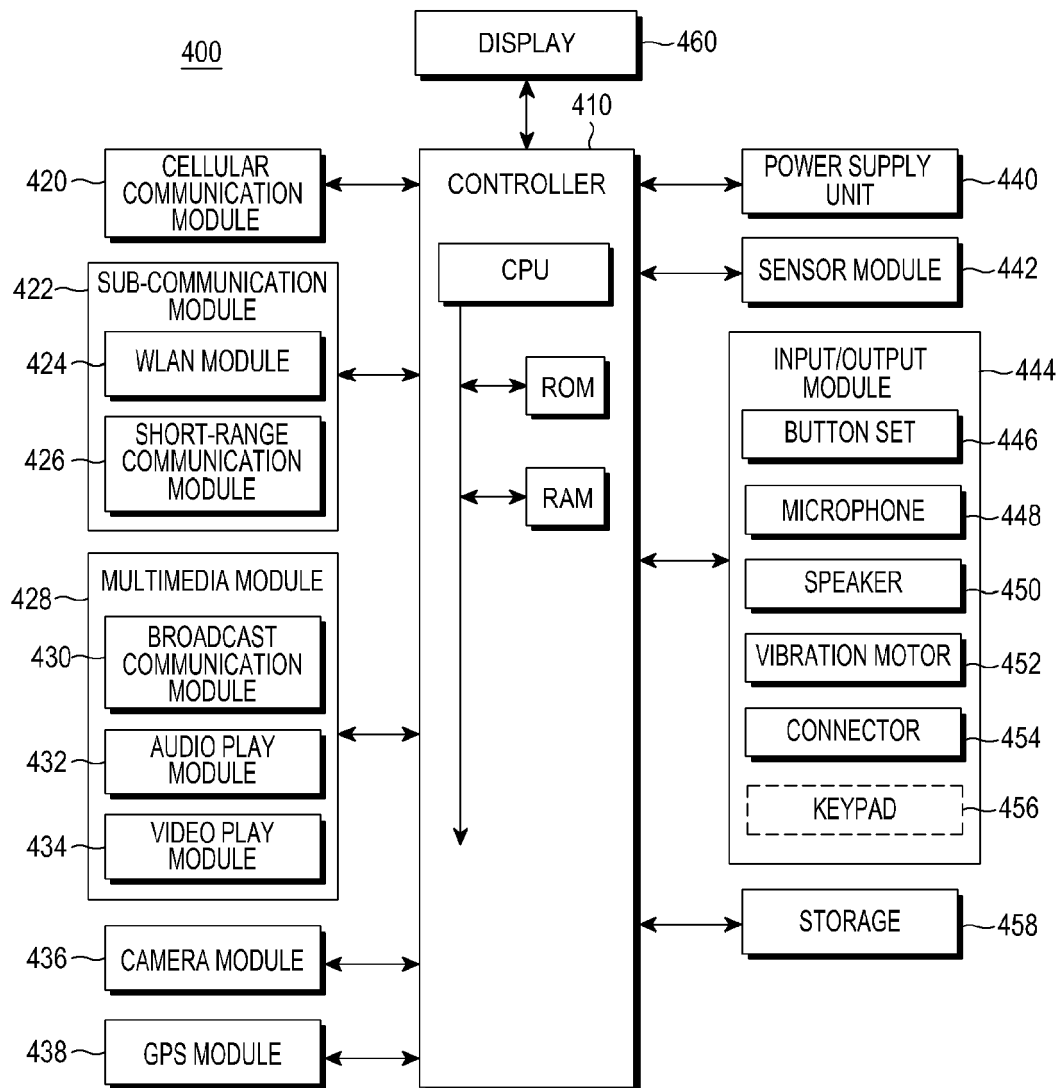 400
DISPLAY
460
410
CONTROLLER
CPU
ROM
RAM
420
CELLULAR
COMMUNICATION
MODULE
422
SUB-COMMUNICATION
MODULE
424
WLAN MODULE
426
SHORT-RANGE
COMMUNICATION
MODULE
428
MULTIMEDIA MODULE
430
BROADCAST
COMMUNICATION
MODULE
432
AUDIO PLAY
MODULE
434
VIDEO PLAY
MODULE
436
CAMERA MODULE
438
GPS MODULE
POWER SUPPLY
UNIT
440
SENSOR MODULE
442
INPUT/OUTPUT
MODULE
444
BUTTON SET
446
MICROPHONE
448
SPEAKER
450
VIBRATION MOTOR
452
CONNECTOR
454
KEYPAD
456
STORAGE
458